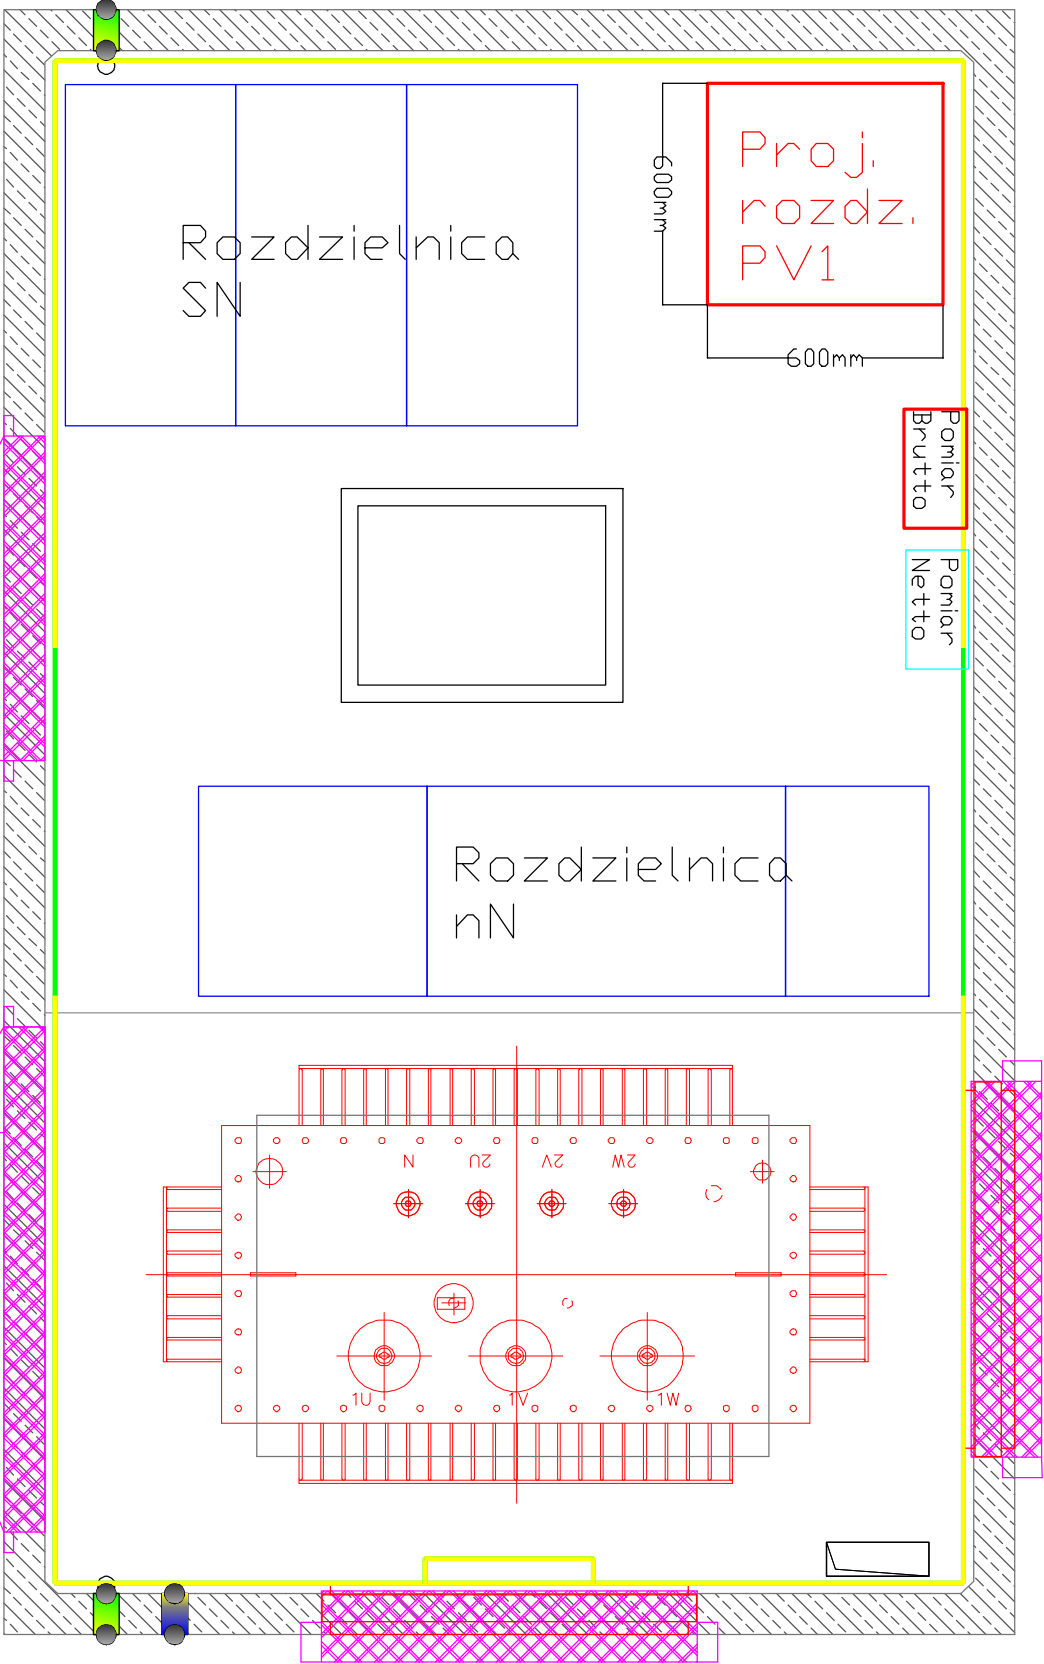 Proj.
rozdz.
PV1
600mm
600mm
Rozdzielnica
SN
Pomiar
Brutto
Pomiar
Netto
Rozdzielnica
nN
N 2U 2V 2W
1U 1V 1W